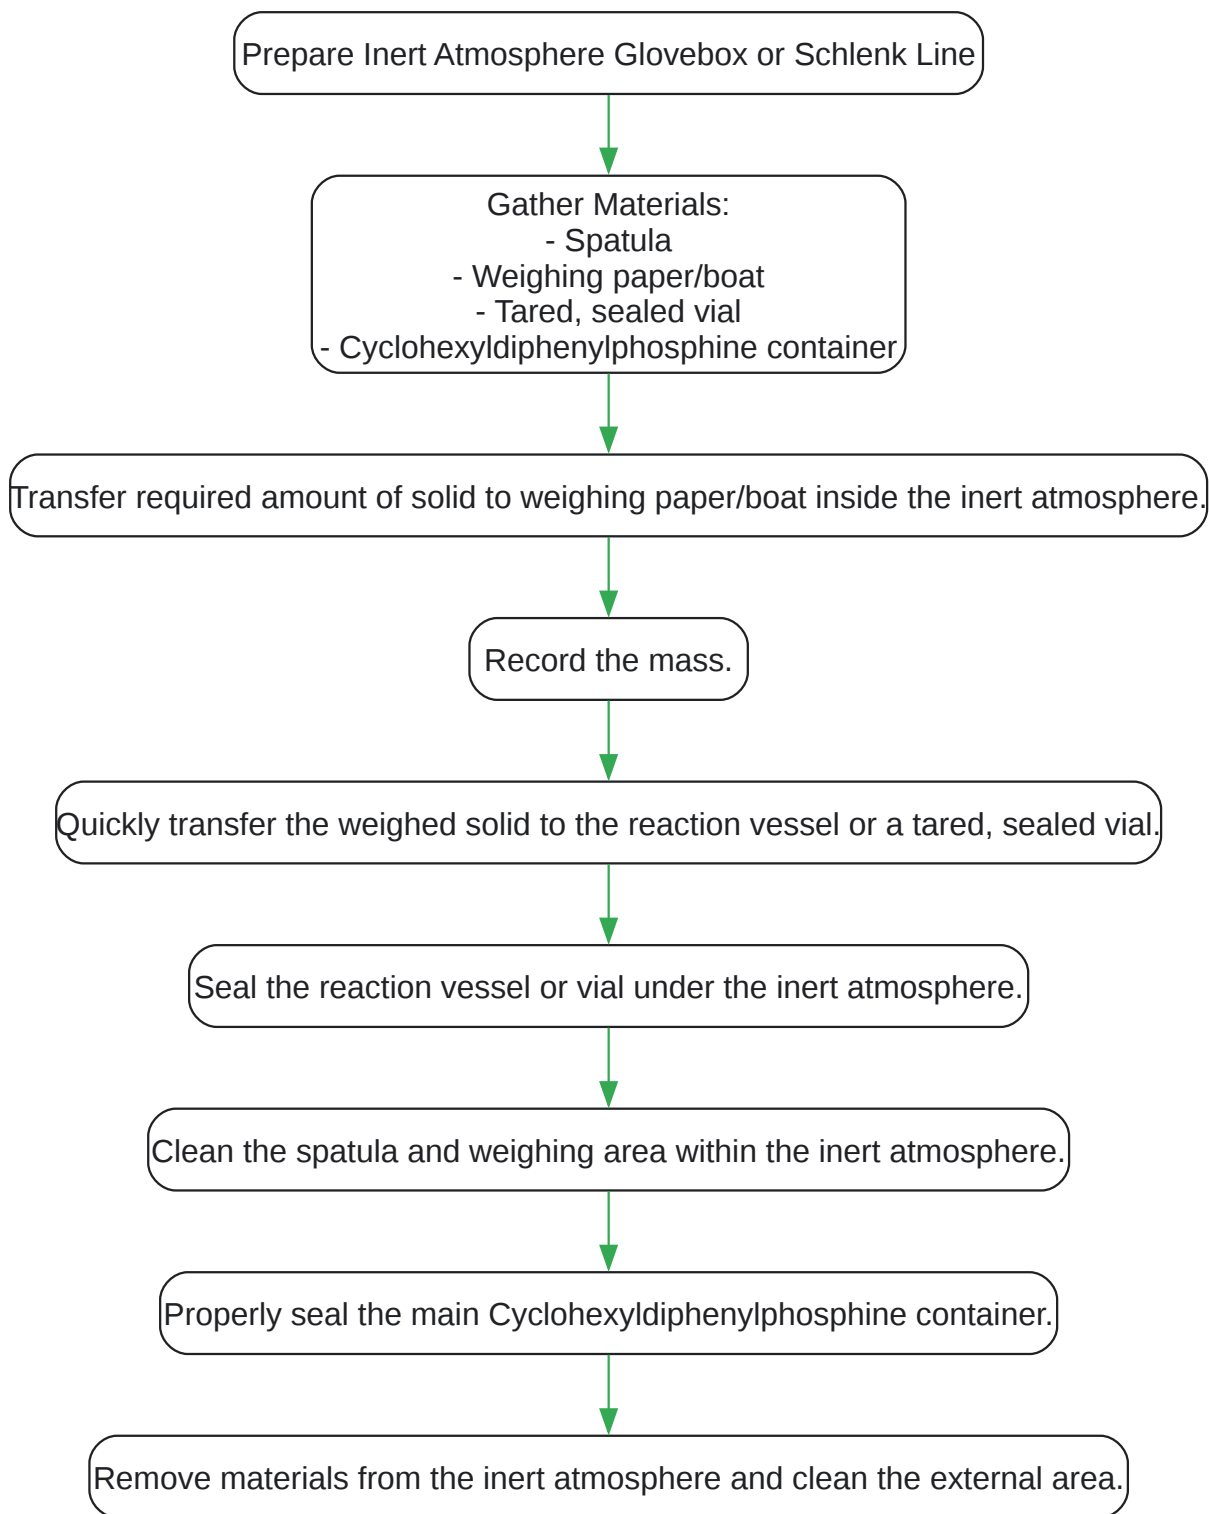 Prepare Inert Atmosphere Glovebox or Schlenk Line
Gather Materials:
- Spatula
- Weighing paper/boat
- Tared, sealed vial
- Cyclohexyldiphenylphosphine container
Transfer required amount of solid to weighing paper/boat inside the inert atmosphere.
Record the mass.
Quickly transfer the weighed solid to the reaction vessel or a tared, sealed vial.
Seal the reaction vessel or vial under the inert atmosphere.
Clean the spatula and weighing area within the inert atmosphere.
Properly seal the main Cyclohexyldiphenylphosphine container.
Remove materials from the inert atmosphere and clean the external area.